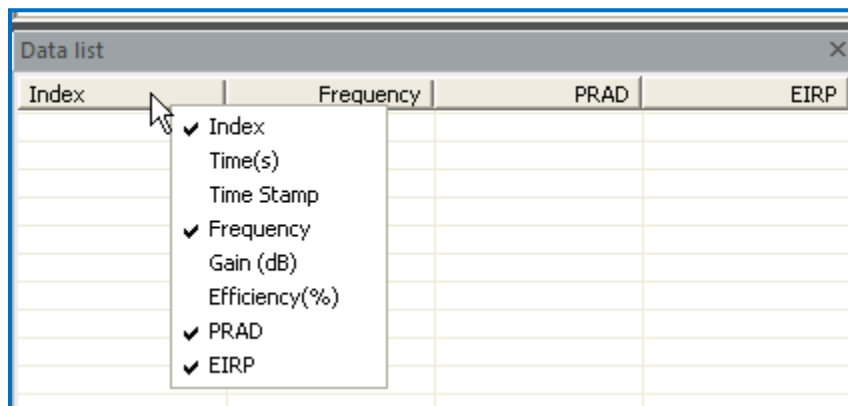 Data list
Index Frequency PRAD EIRP
Index
Time(s)
Time Stamp
Frequency
Gain (dB)
Efficiency(%)
PRAD
EIRP